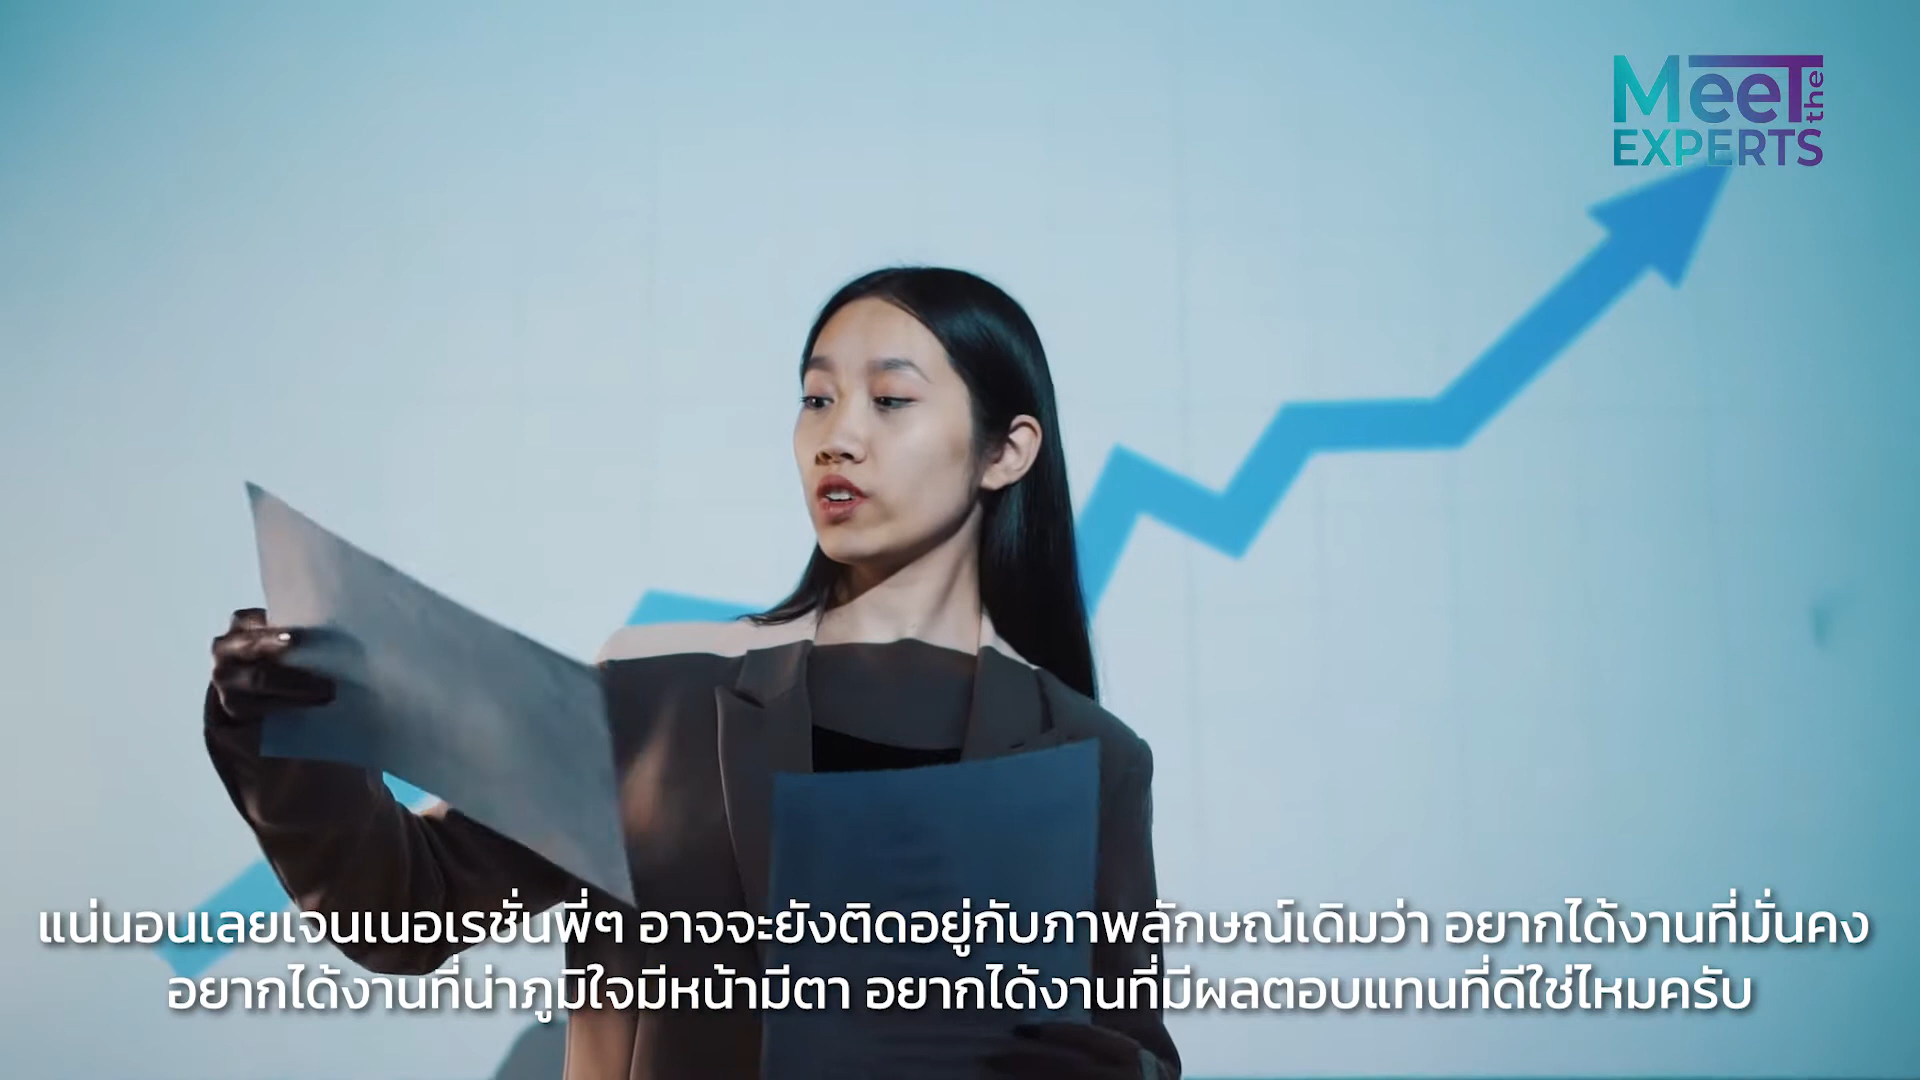 MeeT the
EXPERTS
แน่นอนเลยเจนเนอเรชั่นพี่ๆ อาจจะยังติดอยู่กับภาพลักษณ์เดิมว่า อยากได้งานที่มั่นคง
อยากได้งานที่น่าภูมิใจมีหน้ามีตา อยากได้งานที่มีผลตอบแทนที่ดีใช่ไหมครับ